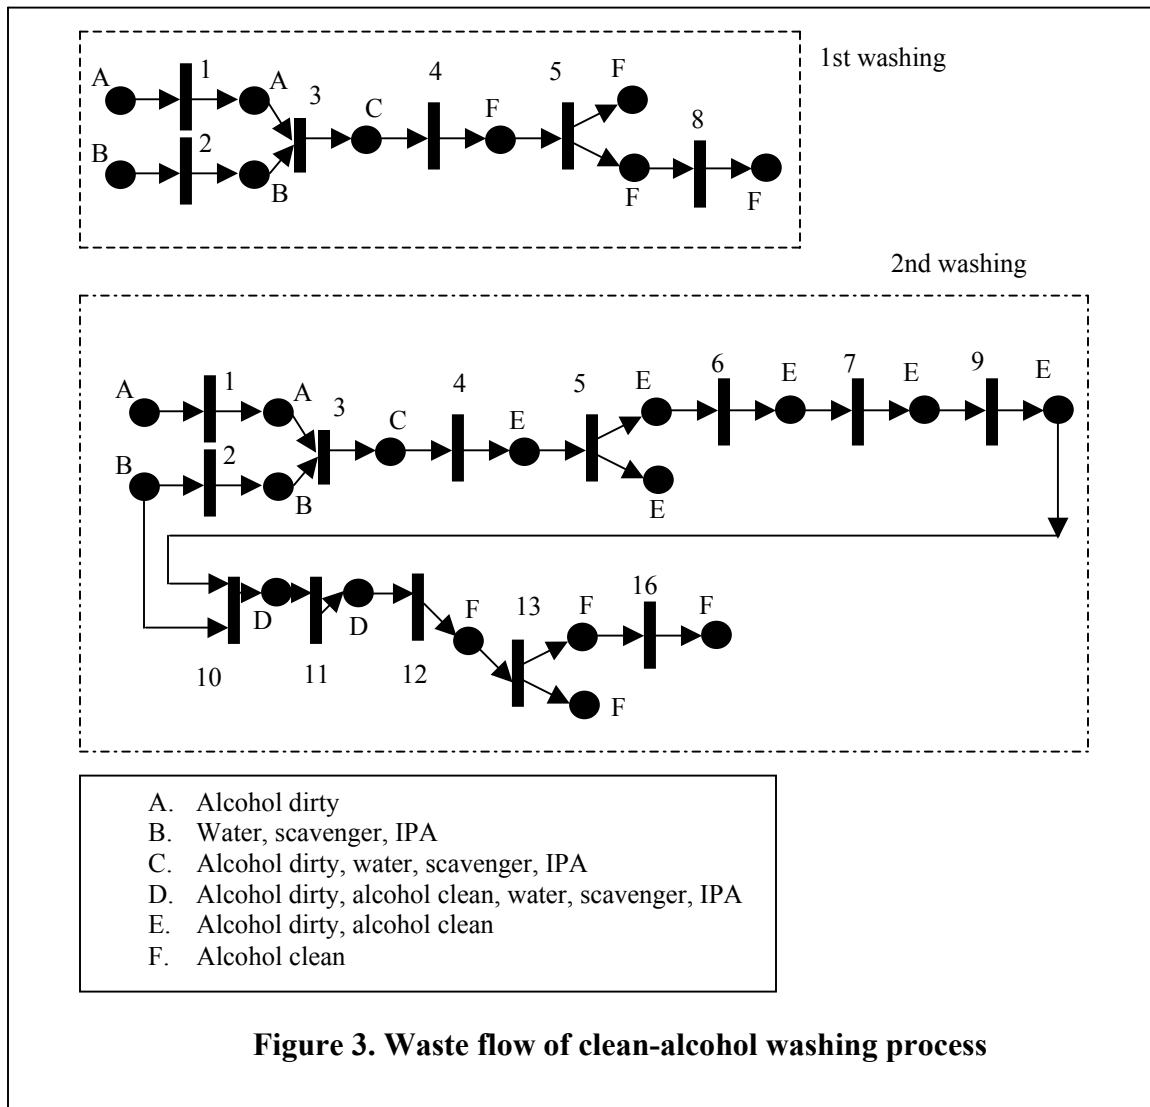 1st washing
A 1 A 3 C 4 F 5 F 8
B 2 B F F
2nd washing
A 1 A 3 C 4 E 5 E 6 E 7 E 9 E
B 2 B E
D D F 13 F 16 F
10 11 12 F
A. Alcohol dirty
B. Water, scavenger, IPA
C. Alcohol dirty, water, scavenger, IPA
D. Alcohol dirty, alcohol clean, water, scavenger, IPA
E. Alcohol dirty, alcohol clean
F. Alcohol clean
Figure 3. Waste flow of clean-alcohol washing process